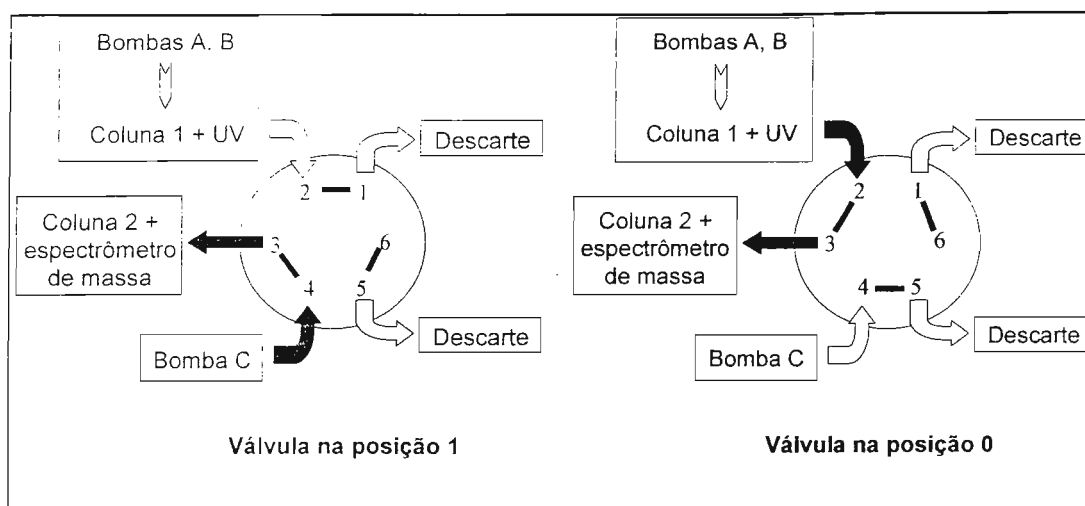 Bombas A. B
Coluna 1 + UV
Descarte
2
1
3
6
4
5
Coluna 2 +
espectrômetro
de massa
Bomba C
Descarte
Válvula na posição 1
Bombas A, B
Coluna 1 + UV
Descarte
2
1
3
6
4
5
Coluna 2 +
espectrômetro
de massa
Bomba C
Descarte
Válvula na posição 0